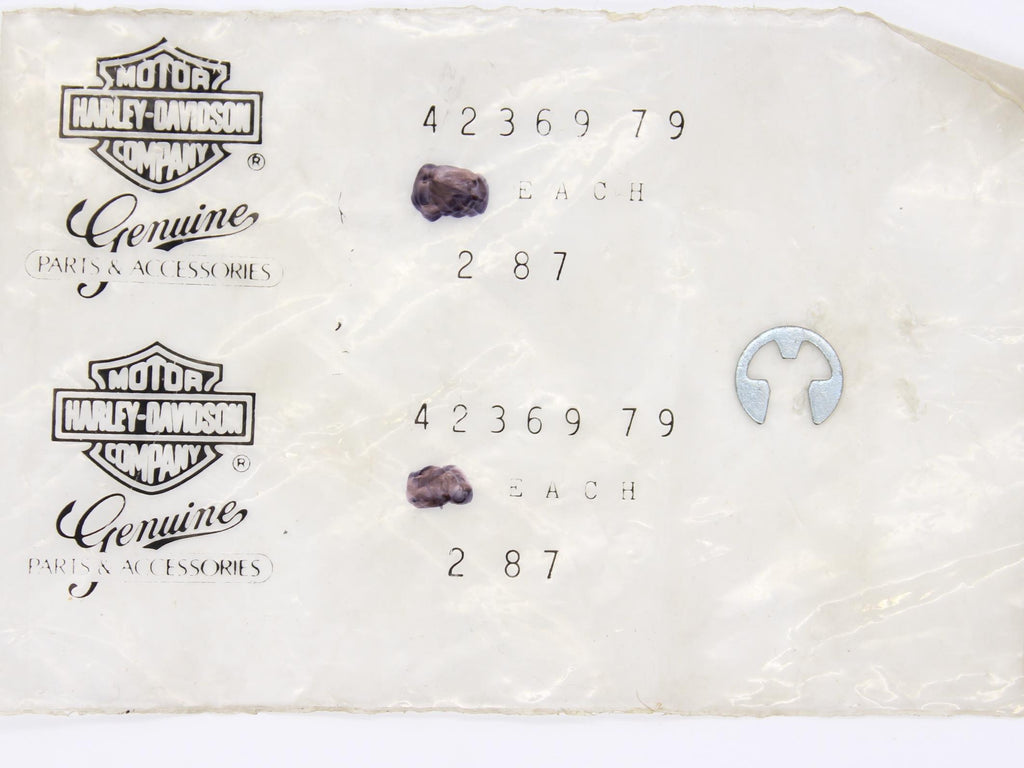 MOTOR
HARLEY-DAVIDSON
COMPANY
®
Genuine
PARTS & ACCESSORIES
42369 79
EACH
2 87
MOTOR
HARLEY-DAVIDSON
COMPANY
®
Genuine
PARTS & ACCESSORIES
42369 79
EACH
2 87